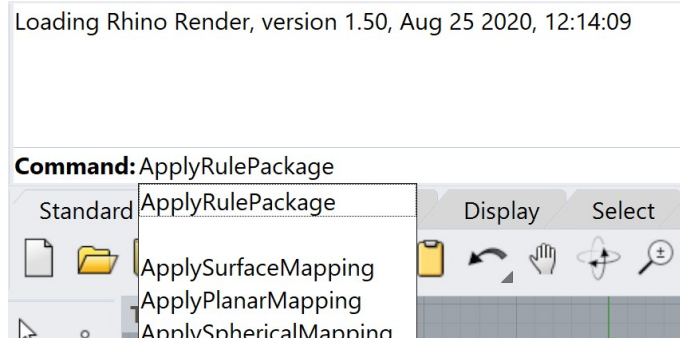 Loading Rhino Render, version 1.50, Aug 25 2020, 12:14:09
Command: ApplyRulePackage
Standard ApplyRulePackage Display Select
ApplySurfaceMapping
ApplyPlanarMapping
ApplySphericalMapping